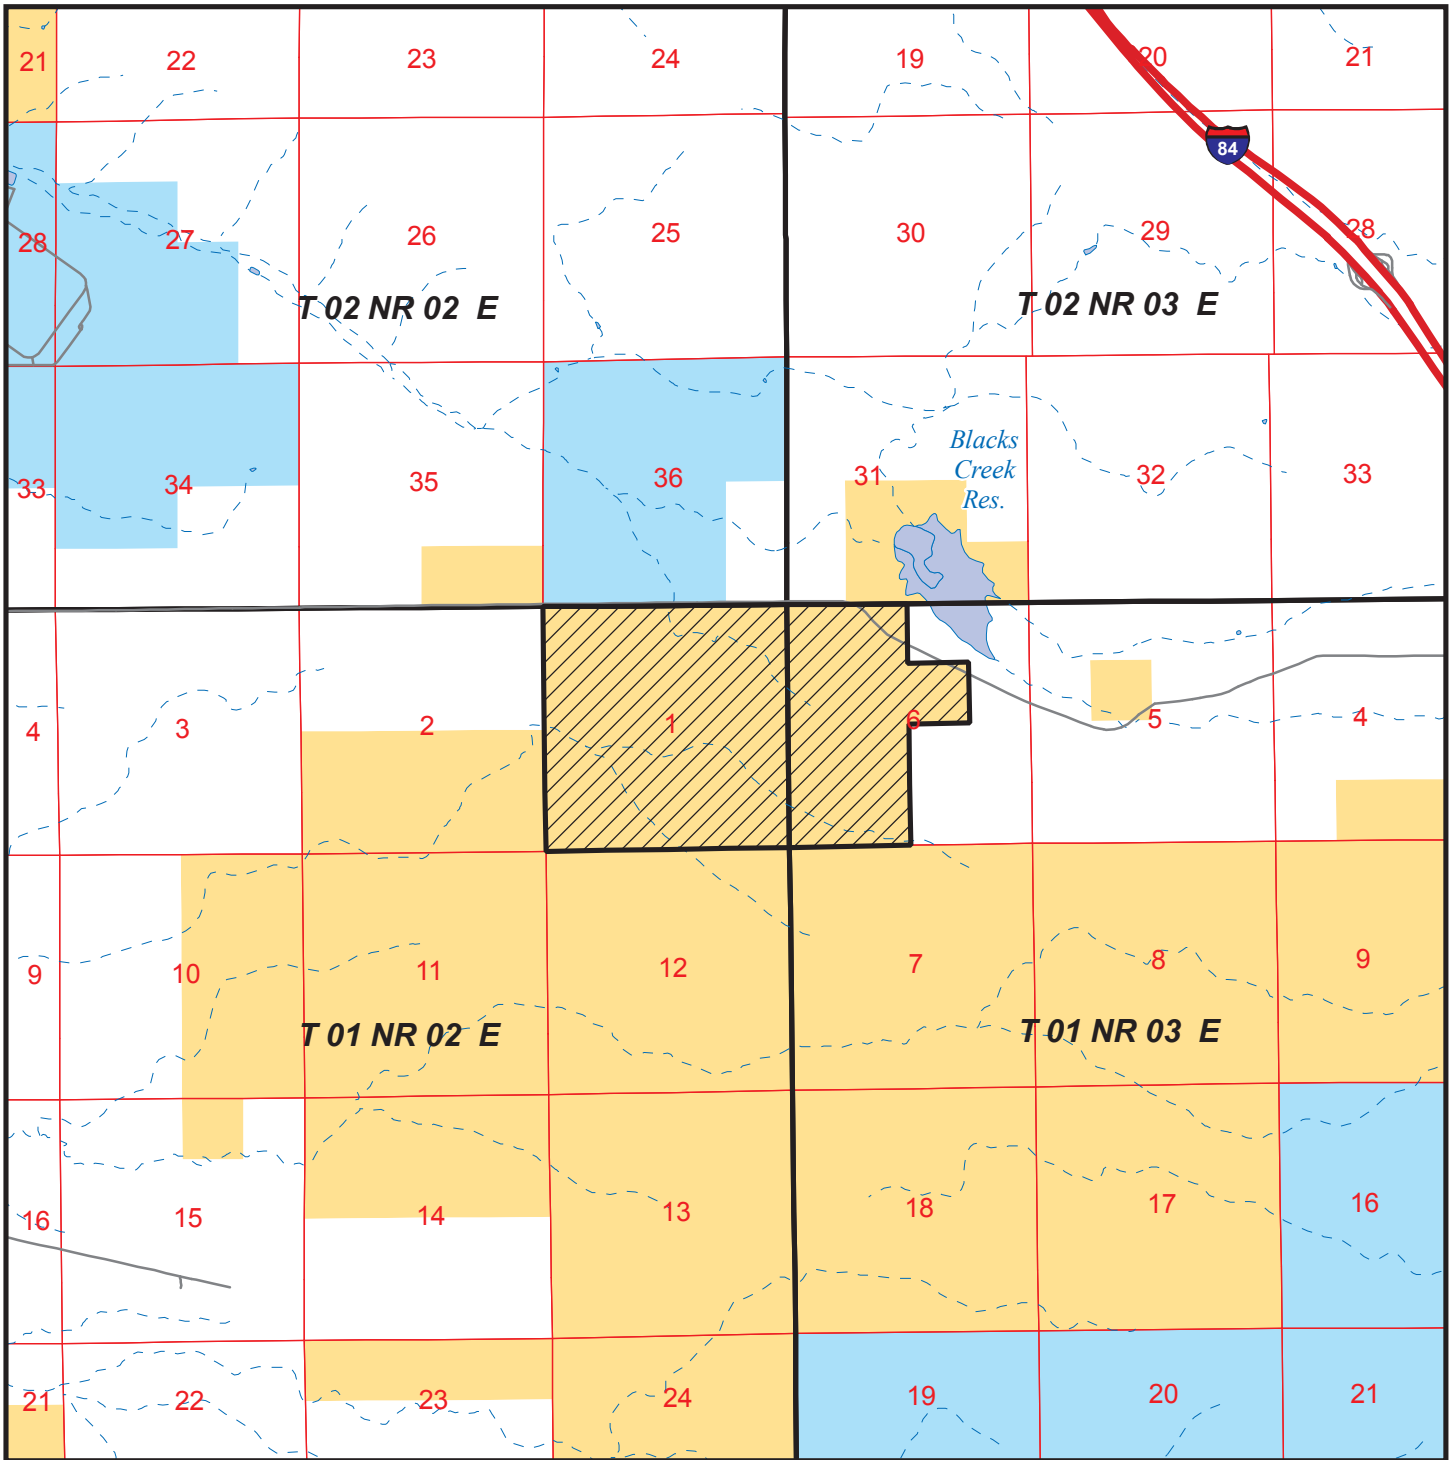 21 22 23 24 19 20 21
84
28 27 26 25 30 29 28
T 02 NR 02 E T 02 NR 03 E
Blacks
Creek
Res.
33 34 35 36 31 32 33
4 3 2 1 6 5 4
9 10 11 12 7 8 9
T 01 NR 02 E T 01 NR 03 E
16 15 14 13 18 17 16
21 22 23 24 19 20 21